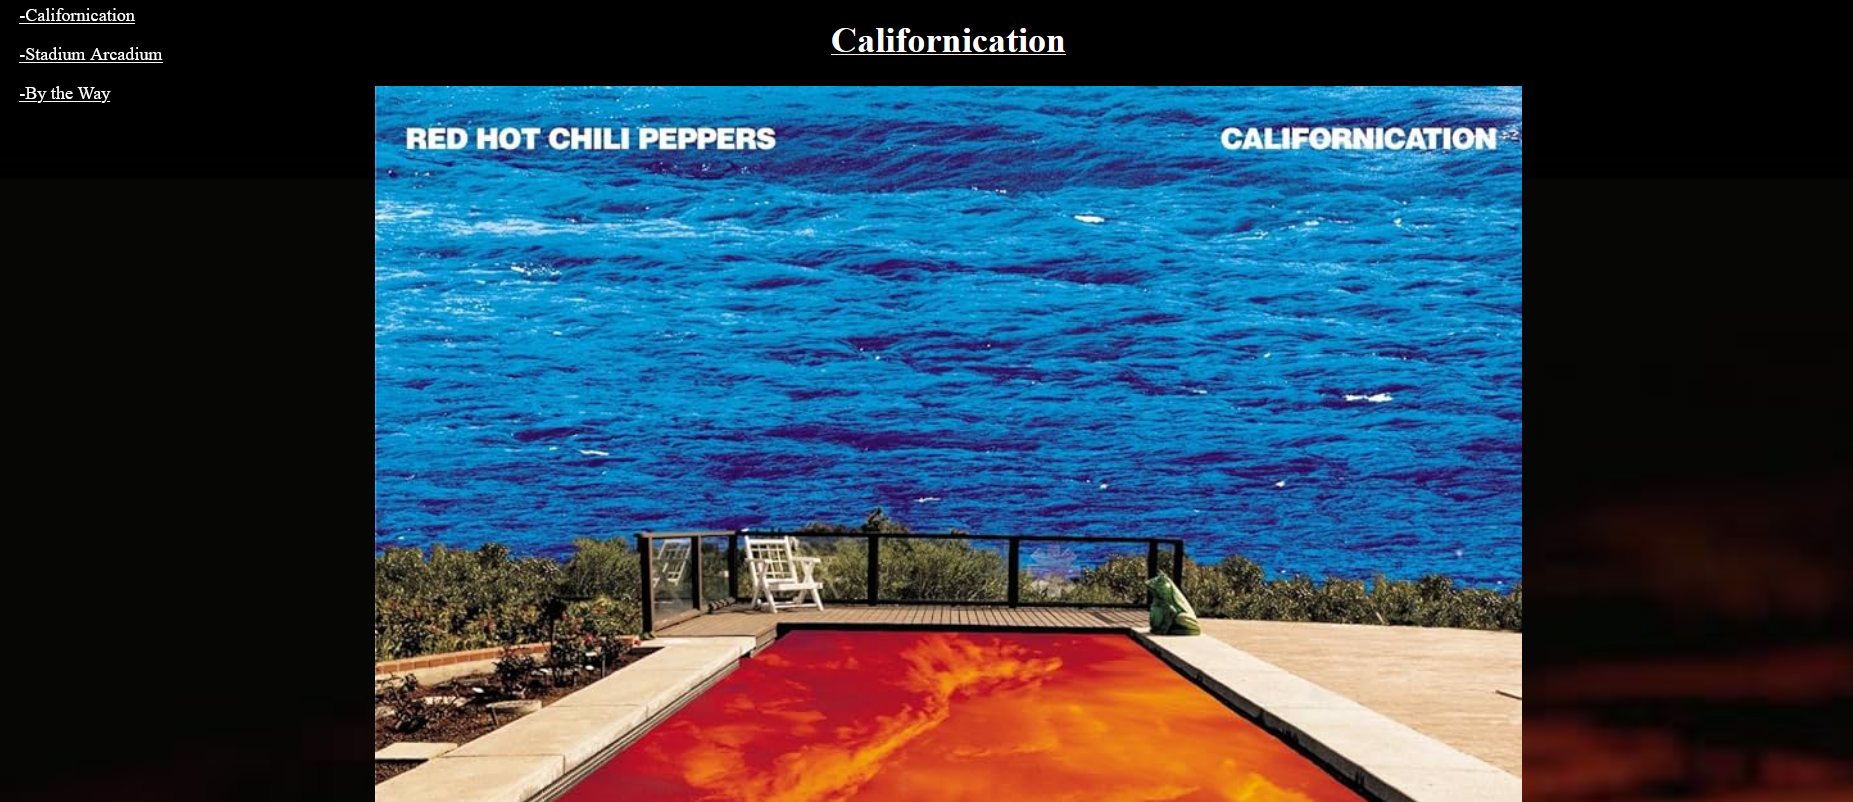 -Californication
-Stadium Arcadium
-By the Way
Californication
RED HOT CHILI PEPPERS
CALIFORNICATION